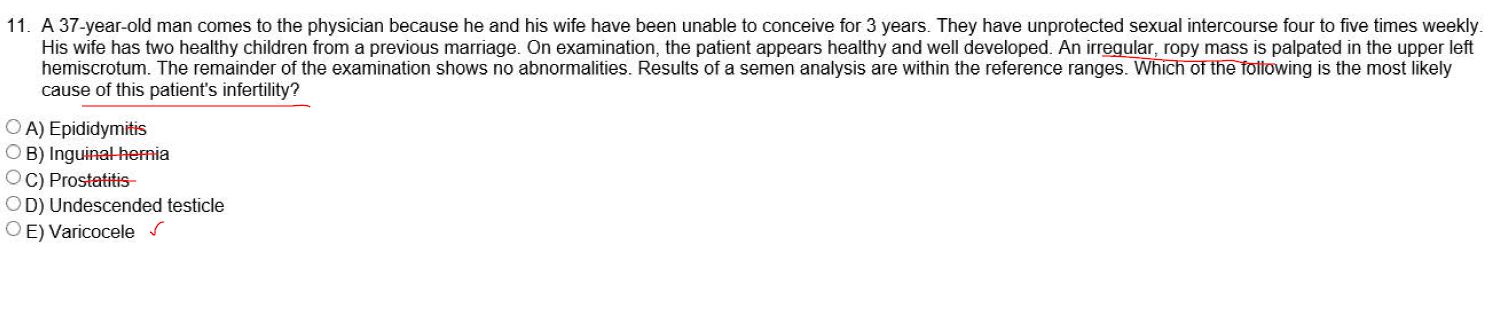 11. A 37-year-old man comes to the physician because he and his wife have been unable to conceive for 3 years. They have unprotected sexual intercourse four to five times weekly.
His wife has two healthy children from a previous marriage. On examination, the patient appears healthy and well developed. An irregular, ropy mass is palpated in the upper left
hemiscrotum. The remainder of the examination shows no abnormalities. Results of a semen analysis are within the reference ranges. Which of the following is the most likely
cause of this patient's infertility?
A) Epididymitis
B) Inguinal hernia
C) Prostatitis
D) Undescended testicle
E) Varicocele